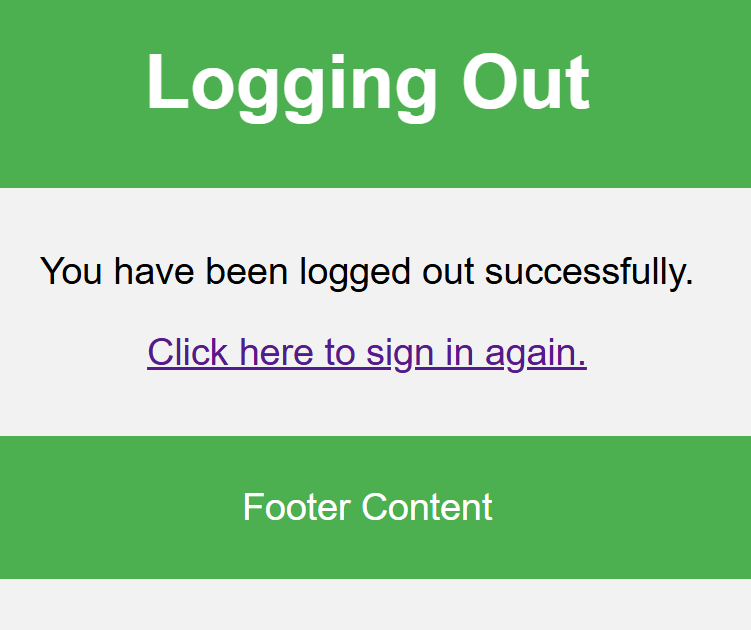 Logging Out
You have been logged out successfully.
Click here to sign in again.
Footer Content